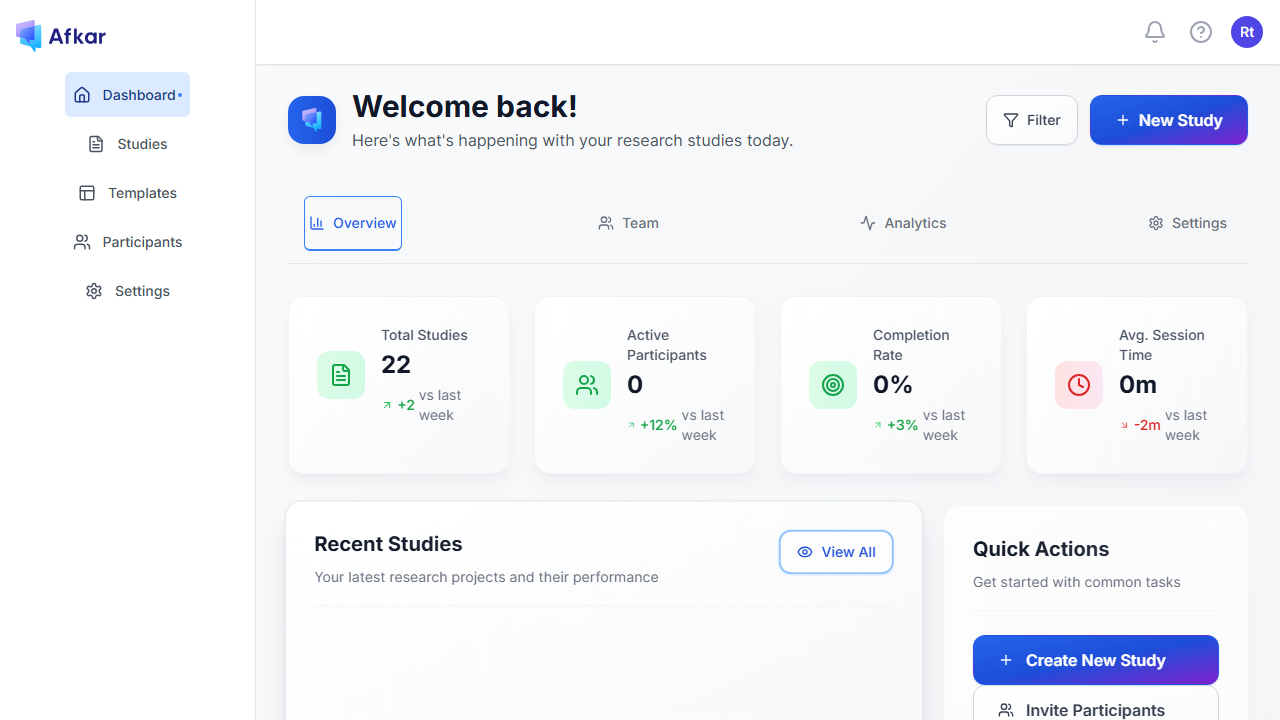 Afkar
Rt
Dashboard
Studies
Templates
Participants
Settings
Welcome back!
Here's what's happening with your research studies today.
Filter
New Study
Overview
Team
Analytics
Settings
Total Studies
22
+2 vs last
week
Active
Participants
0
+12% vs last
week
Completion
Rate
0%
+3% vs last
week
Avg. Session
Time
0m
-2m vs last
week
Recent Studies
Your latest research projects and their performance
View All
Quick Actions
Get started with common tasks
Create New Study
Invite Participants